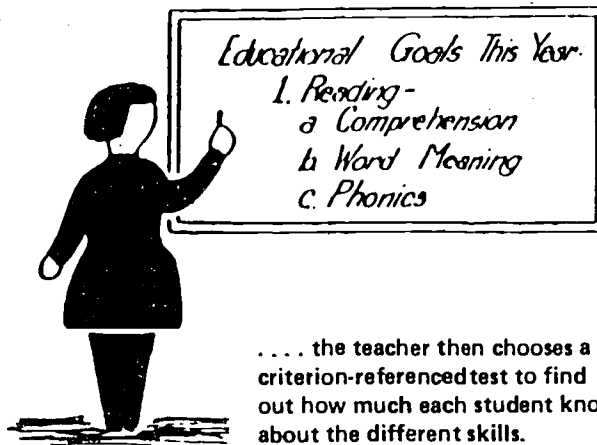 Educational Goals This Year.
1. Reading-
a Comprehension
b Word Meaning
c. Phonics
. . . . the teacher then chooses a
criterion-referenced test to find
out how much each student kno
about the different skills.